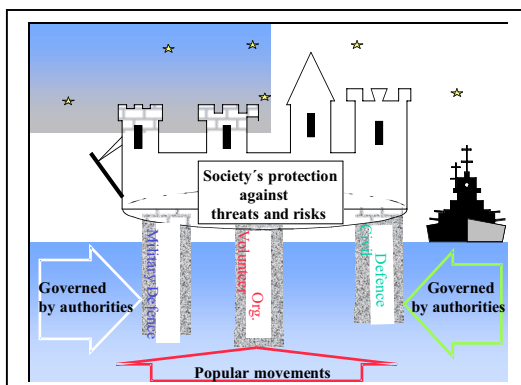 Society´s protection
against
threats and risks
Military Defence
Volunteer
Org.
Civil
Defence
Governed
by authorities
Governed
by authorities
Popular movements